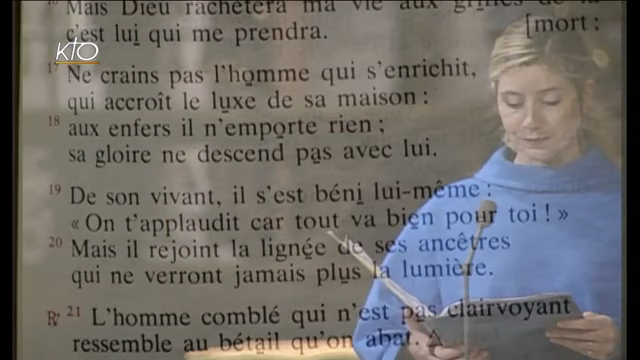 Mais Dieu rachètera ma vie aux griffes de la
[mort :
c'est lui qui me prendra.
KTO
17 Ne crains pas l'homme qui s'enrichit,
qui accroît le luxe de sa maison :
18 aux enfers il n'emporte rien ;
sa gloire ne descend pas avec lui.
19 De son vivant, il s'est béni lui-même :
« On t'applaudit car tout va bien pour toi ! »
20 Mais il rejoint la lignée de ses ancêtres
qui ne verront jamais plus la lumière.
℟ 21 L'homme comblé qui n'est pas clairvoyant
ressemble au bétail qu'on abat. △